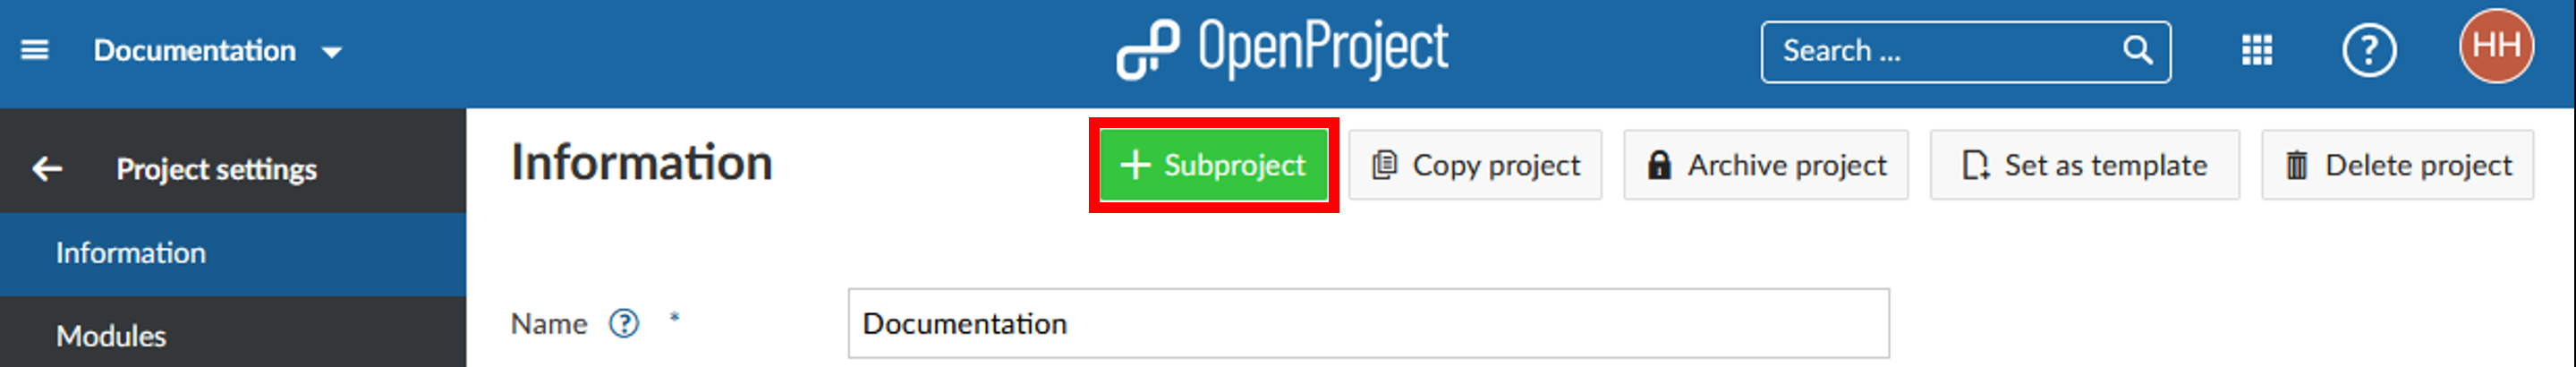 Documentation
OpenProject
Search ...
?
HH
Project settings
Information
+ Subproject
Copy project
Archive project
Set as template
Delete project
Information
Name ? *
Documentation
Modules